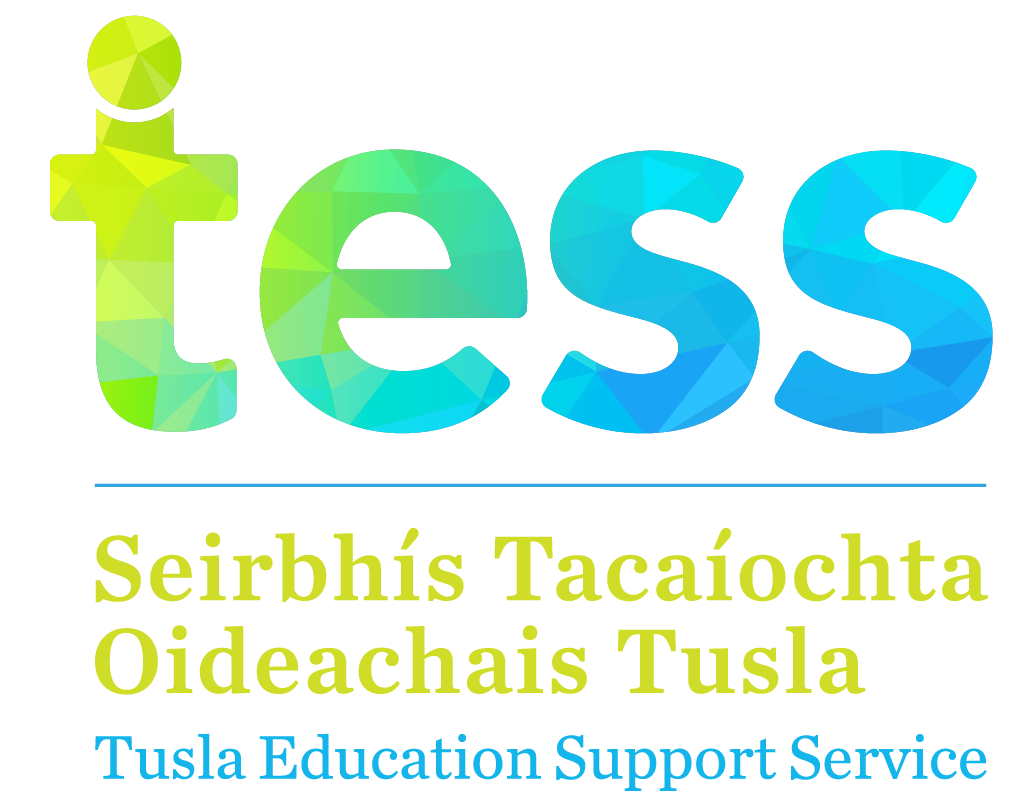 tess
Seirbhís Tacaíochta
Oideachais Tusla
Tusla Education Support Service